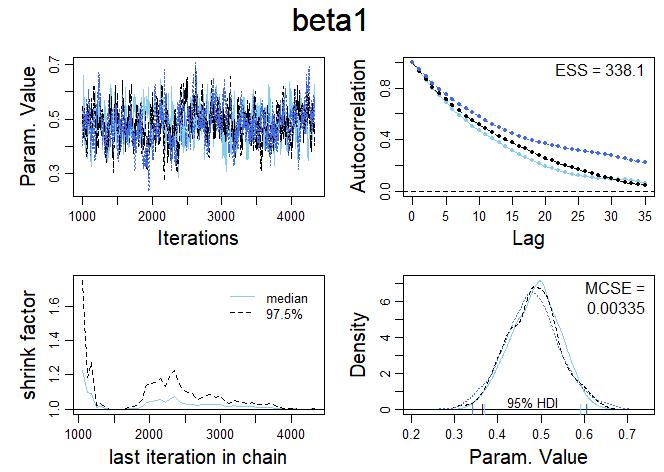 beta1
Param. Value
0.3 0.5 0.7
1000 2000 3000 4000
Iterations
Autocorrelation
0.0 0.4 0.8
ESS = 338.1
0 5 10 15 20 25 30 35
Lag
shrink factor
1.0 1.2 1.4 1.6
median
97.5%
1000 2000 3000 4000
last iteration in chain
Density
0 2 4 6
MCSE =
0.00335
95% HDI
0.2 0.3 0.4 0.5 0.6 0.7
Param. Value